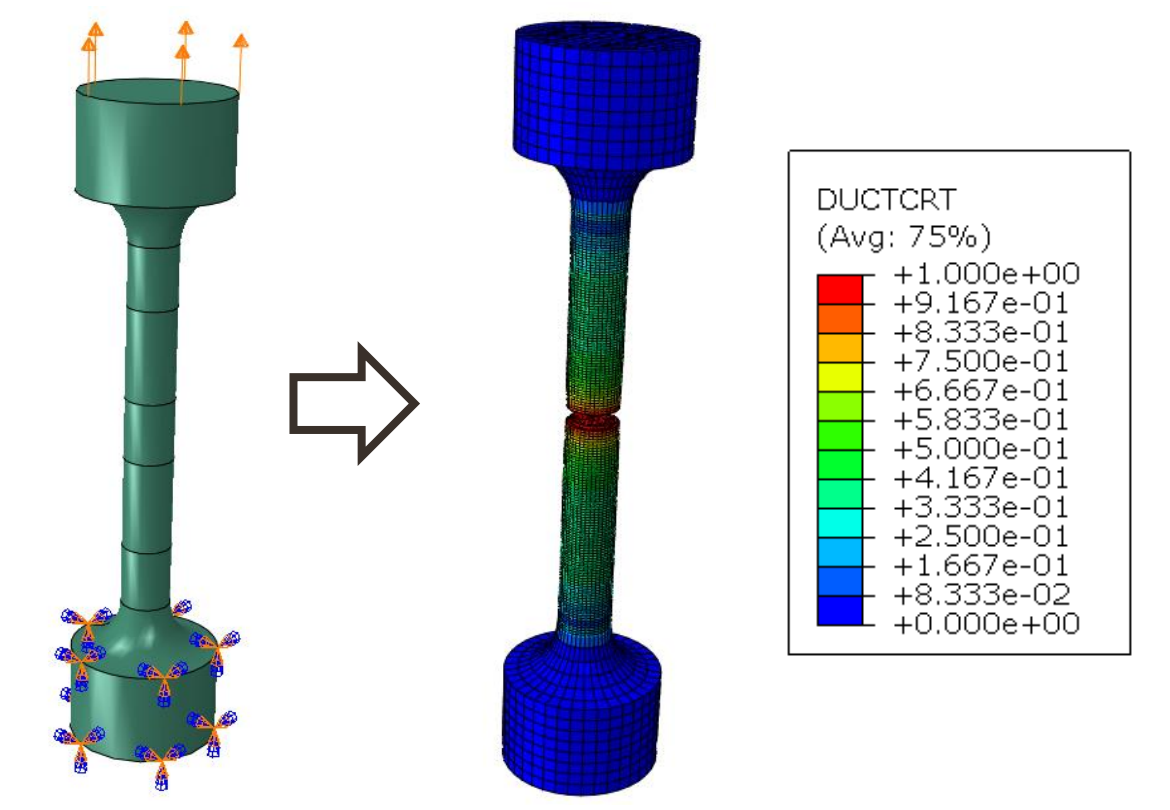 DUCTCRT
(Avg: 75%)
+1.000e+00
+9.167e-01
+8.333e-01
+7.500e-01
+6.667e-01
+5.833e-01
+5.000e-01
+4.167e-01
+3.333e-01
+2.500e-01
+1.667e-01
+8.333e-02
+0.000e+00